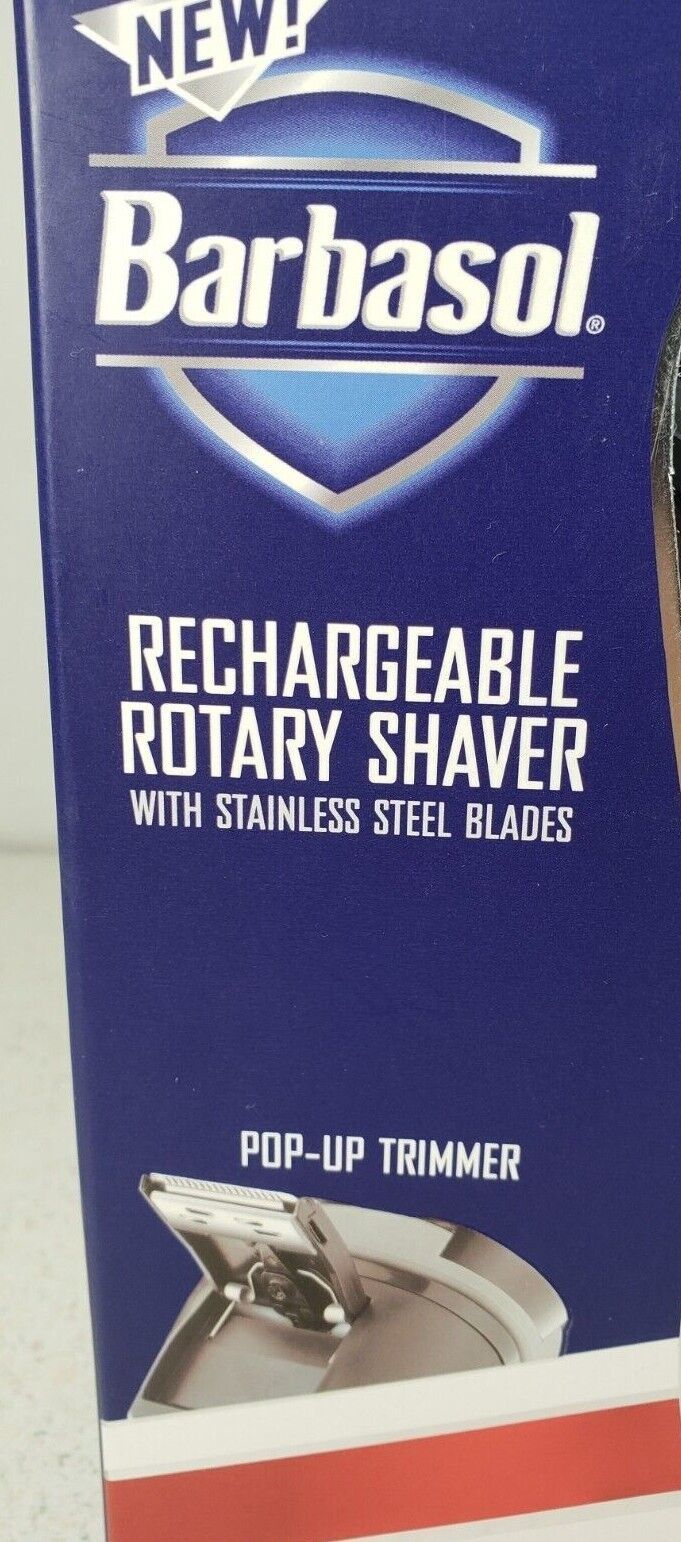 NEW!
Barbasol®
RECHARGEABLE
ROTARY SHAVER
WITH STAINLESS STEEL BLADES
POP-UP TRIMMER